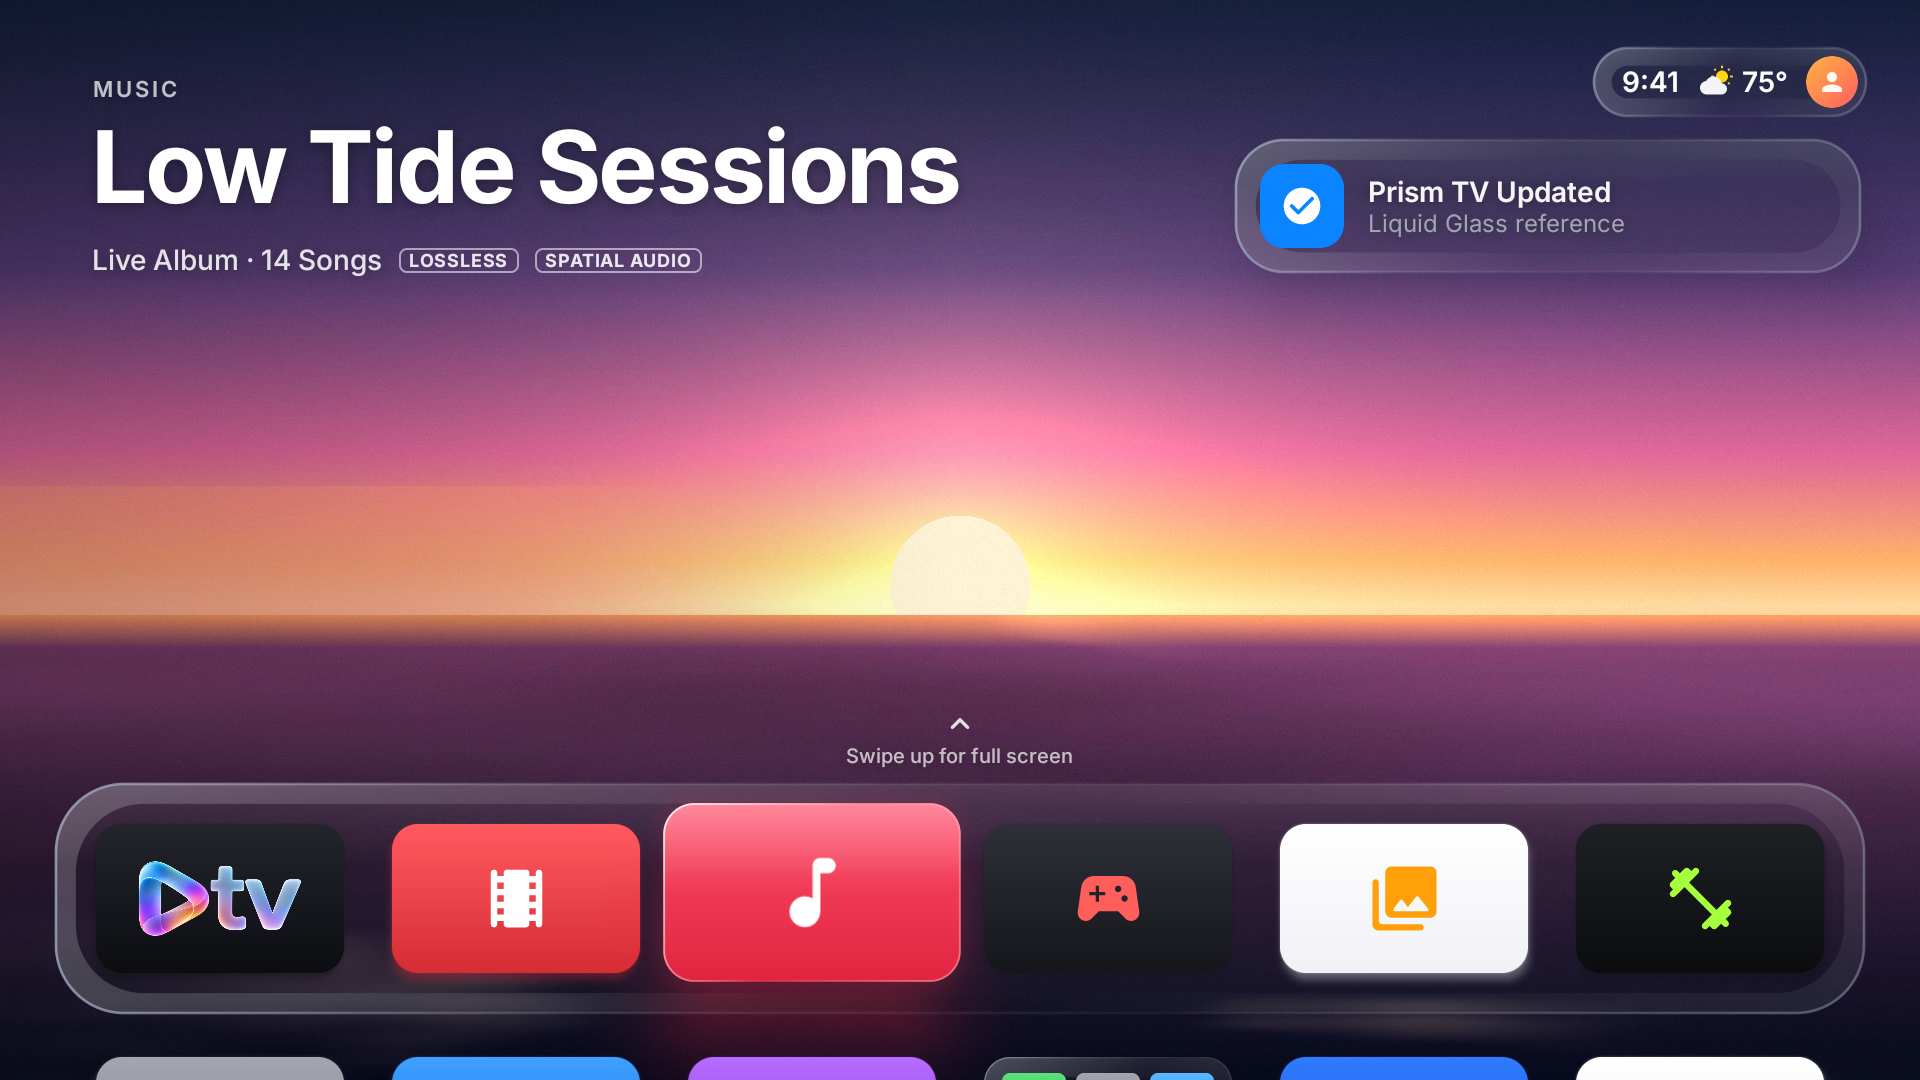 MUSIC
Low Tide Sessions
Live Album · 14 Songs LOSSLESS SPATIAL AUDIO
9:41 75°
Prism TV Updated
Liquid Glass reference
Swipe up for full screen
tv